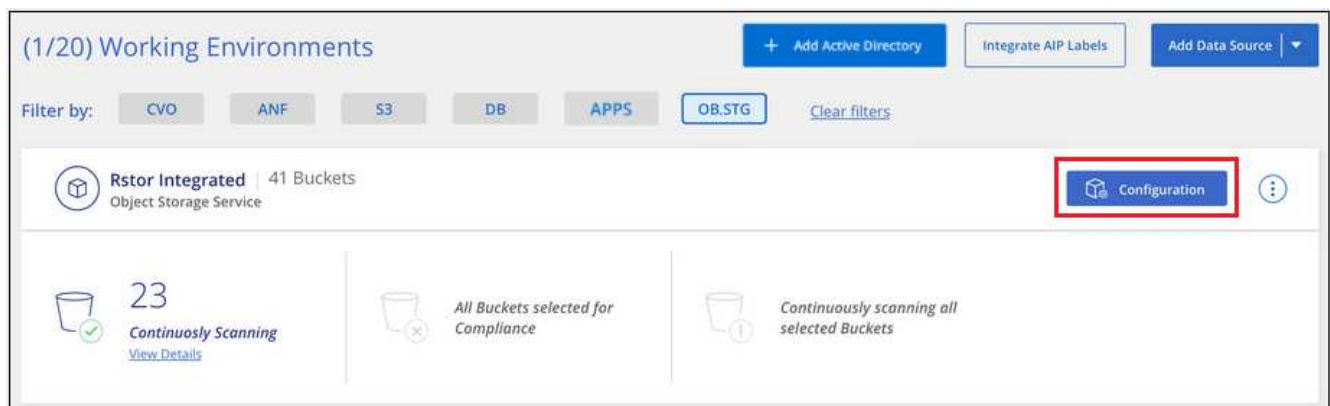 (1/20) Working Environments
+ Add Active Directory
Integrate AIP Labels
Add Data Source
Filter by:
CVO
ANF
S3
DB
APPS
OB.STG
Clear filters
Rstor Integrated | 41 Buckets
Object Storage Service
Configuration
23
Continuosly Scanning
View Details
All Buckets selected for
Compliance
Continuously scanning all
selected Buckets